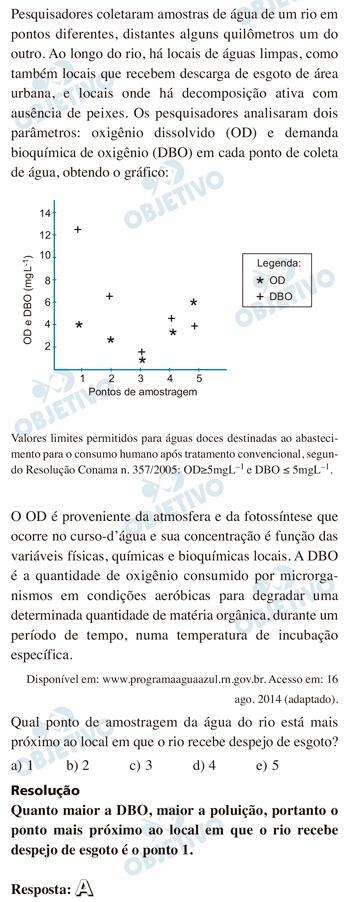 Pesquisadores coletaram amostras de água de um rio em
pontos diferentes, distantes alguns quilômetros um do
outro. Ao longo do rio, há locais de águas limpas, como
também locais que recebem descarga de esgoto de área
urbana, e locais onde há decomposição ativa com
ausência de peixes. Os pesquisadores analisaram dois
parâmetros: oxigênio dissolvido (OD) e demanda
bioquímica de oxigênio (DBO) em cada ponto de coleta
de água, obtendo o gráfico:
OBJETIVO
14
12
10
8
6
4
2
OD e DBO (mgL-1)
1 2 3 4 5
Pontos de amostragem
Legenda:
* OD
+ DBO
Valores limites permitidos para águas doces destinadas ao abasteci-
mento para o consumo humano após tratamento convencional, segun-
do Resolução Conama n. 357/2005: OD≥5mgL–1 e DBO ≤ 5mgL–1.
O OD é proveniente da atmosfera e da fotossíntese que
ocorre no curso-d’água e sua concentração é função das
variáveis físicas, químicas e bioquímicas locais. A DBO
é a quantidade de oxigênio consumido por microrga-
nismos em condições aeróbicas para degradar uma
determinada quantidade de matéria orgânica, durante um
período de tempo, numa temperatura de incubação
específica.
Disponível em: www.programaaguaazul.rn.gov.br. Acesso em: 16
ago. 2014 (adaptado).
Qual ponto de amostragem da água do rio está mais
próximo ao local em que o rio recebe despejo de esgoto?
a) 1 b) 2 c) 3 d) 4 e) 5
Resolução
Quanto maior a DBO, maior a poluição, portanto o
ponto mais próximo ao local em que o rio recebe
despejo de esgoto é o ponto 1.
Resposta: A